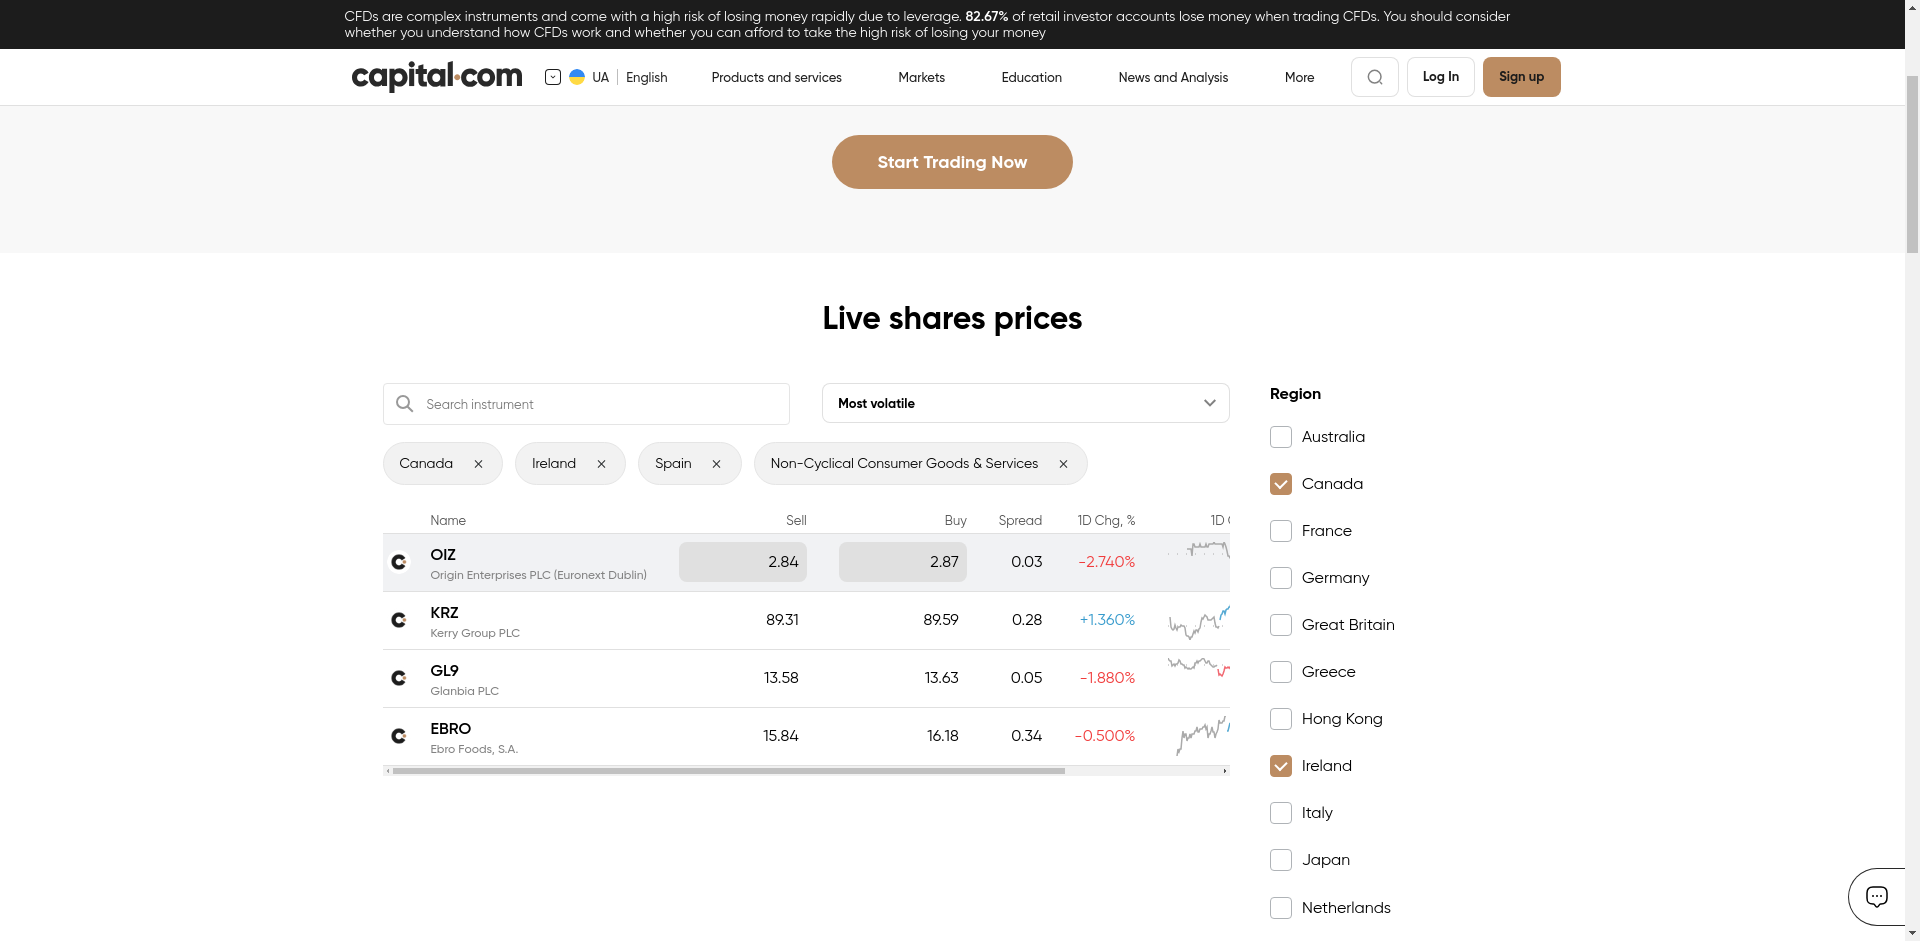 CFDs are complex instruments and come with a high risk of losing money rapidly due to leverage. 82.67% of retail investor accounts lose money when trading CFDs. You should consider
whether you understand how CFDs work and whether you can afford to take the high risk of losing your money
capital.com
UA
English
Products and services
Markets
Education
News and Analysis
More
Log In
Sign up
Start Trading Now
Live shares prices
Search instrument
Most volatile
Canada
Ireland
Spain
Non-Cyclical Consumer Goods & Services
Name Sell Buy Spread 1D Chg, % 1D
OIZ
Origin Enterprises PLC (Euronext Dublin)
2.84 2.87 0.03 -2.740%
KRZ
Kerry Group PLC
89.31 89.59 0.28 +1.360%
GL9
Glanbia PLC
13.58 13.63 0.05 -1.880%
EBRO
Ebro Foods, S.A.
15.84 16.18 0.34 -0.500%
Region
Australia
Canada
France
Germany
Great Britain
Greece
Hong Kong
Ireland
Italy
Japan
Netherlands